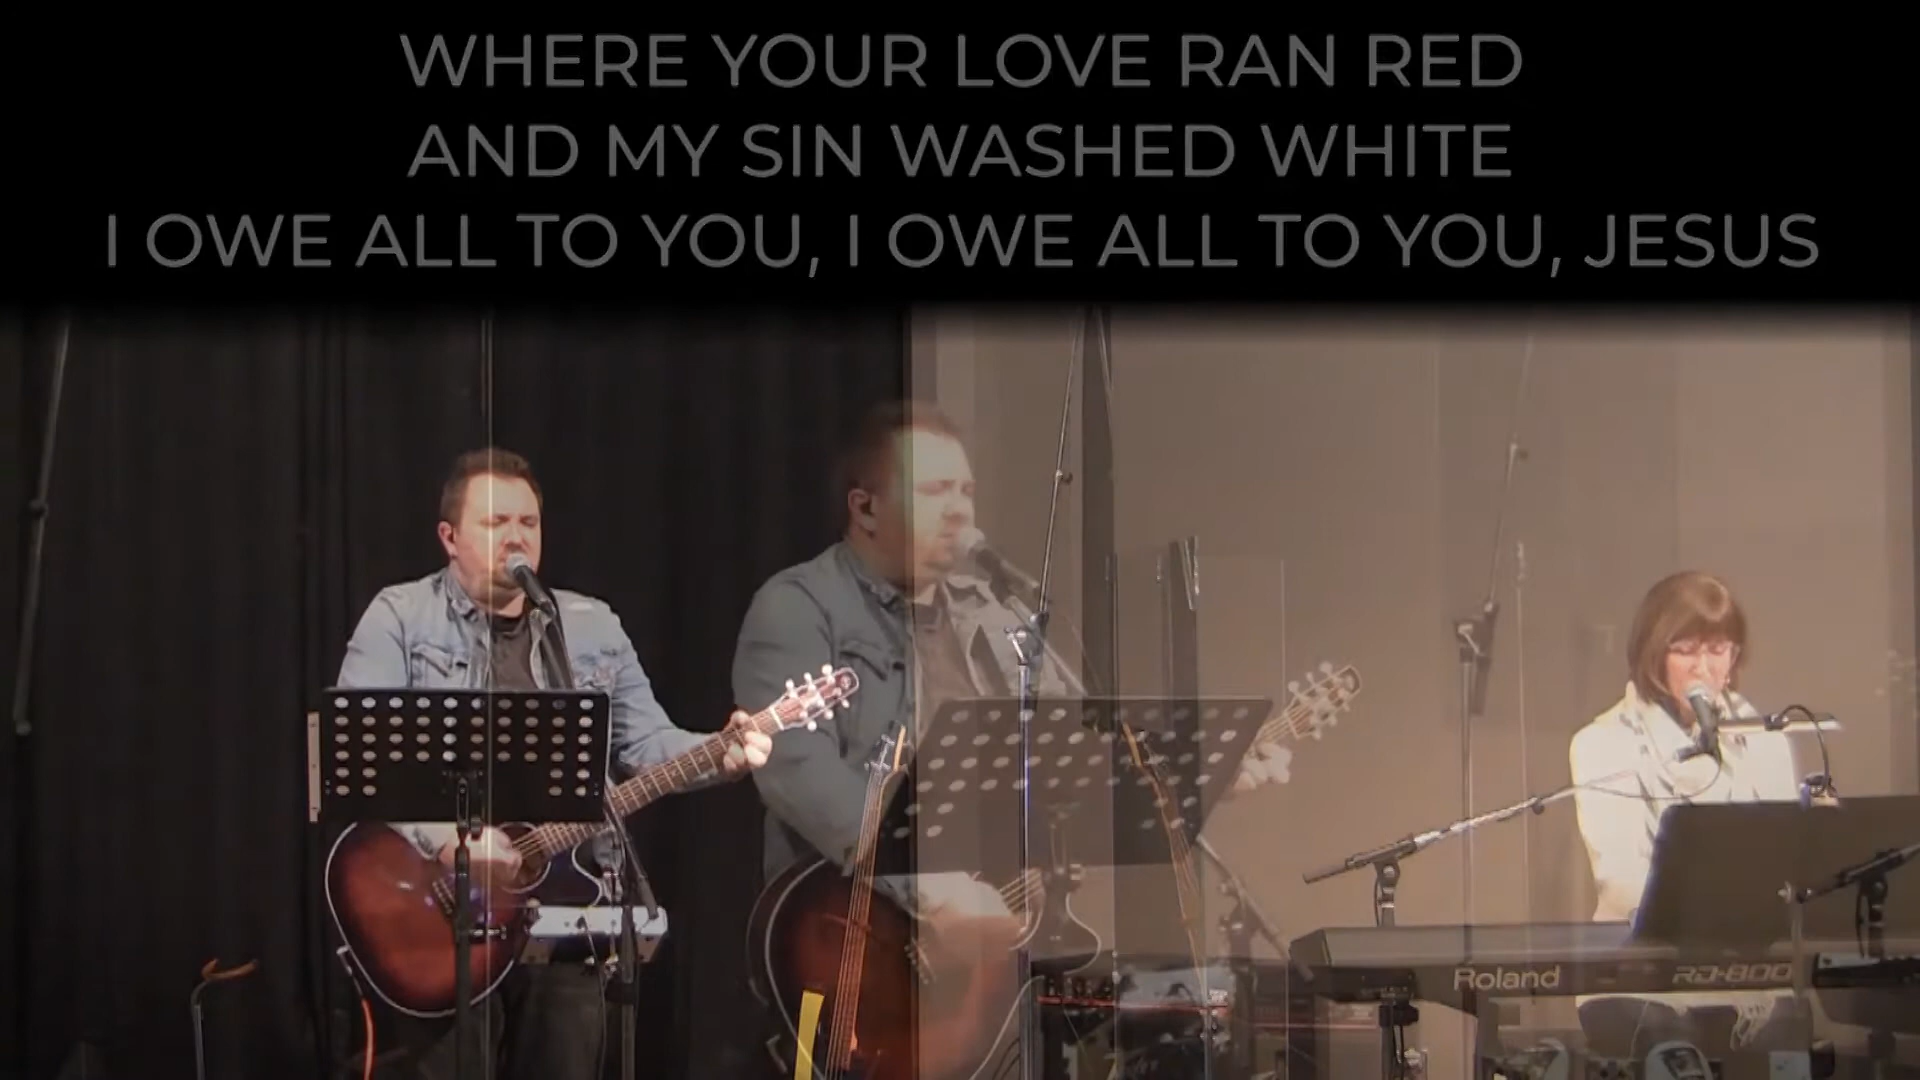 WHERE YOUR LOVE RAN RED
AND MY SIN WASHED WHITE
I OWE ALL TO YOU, I OWE ALL TO YOU, JESUS
Roland
RD-800